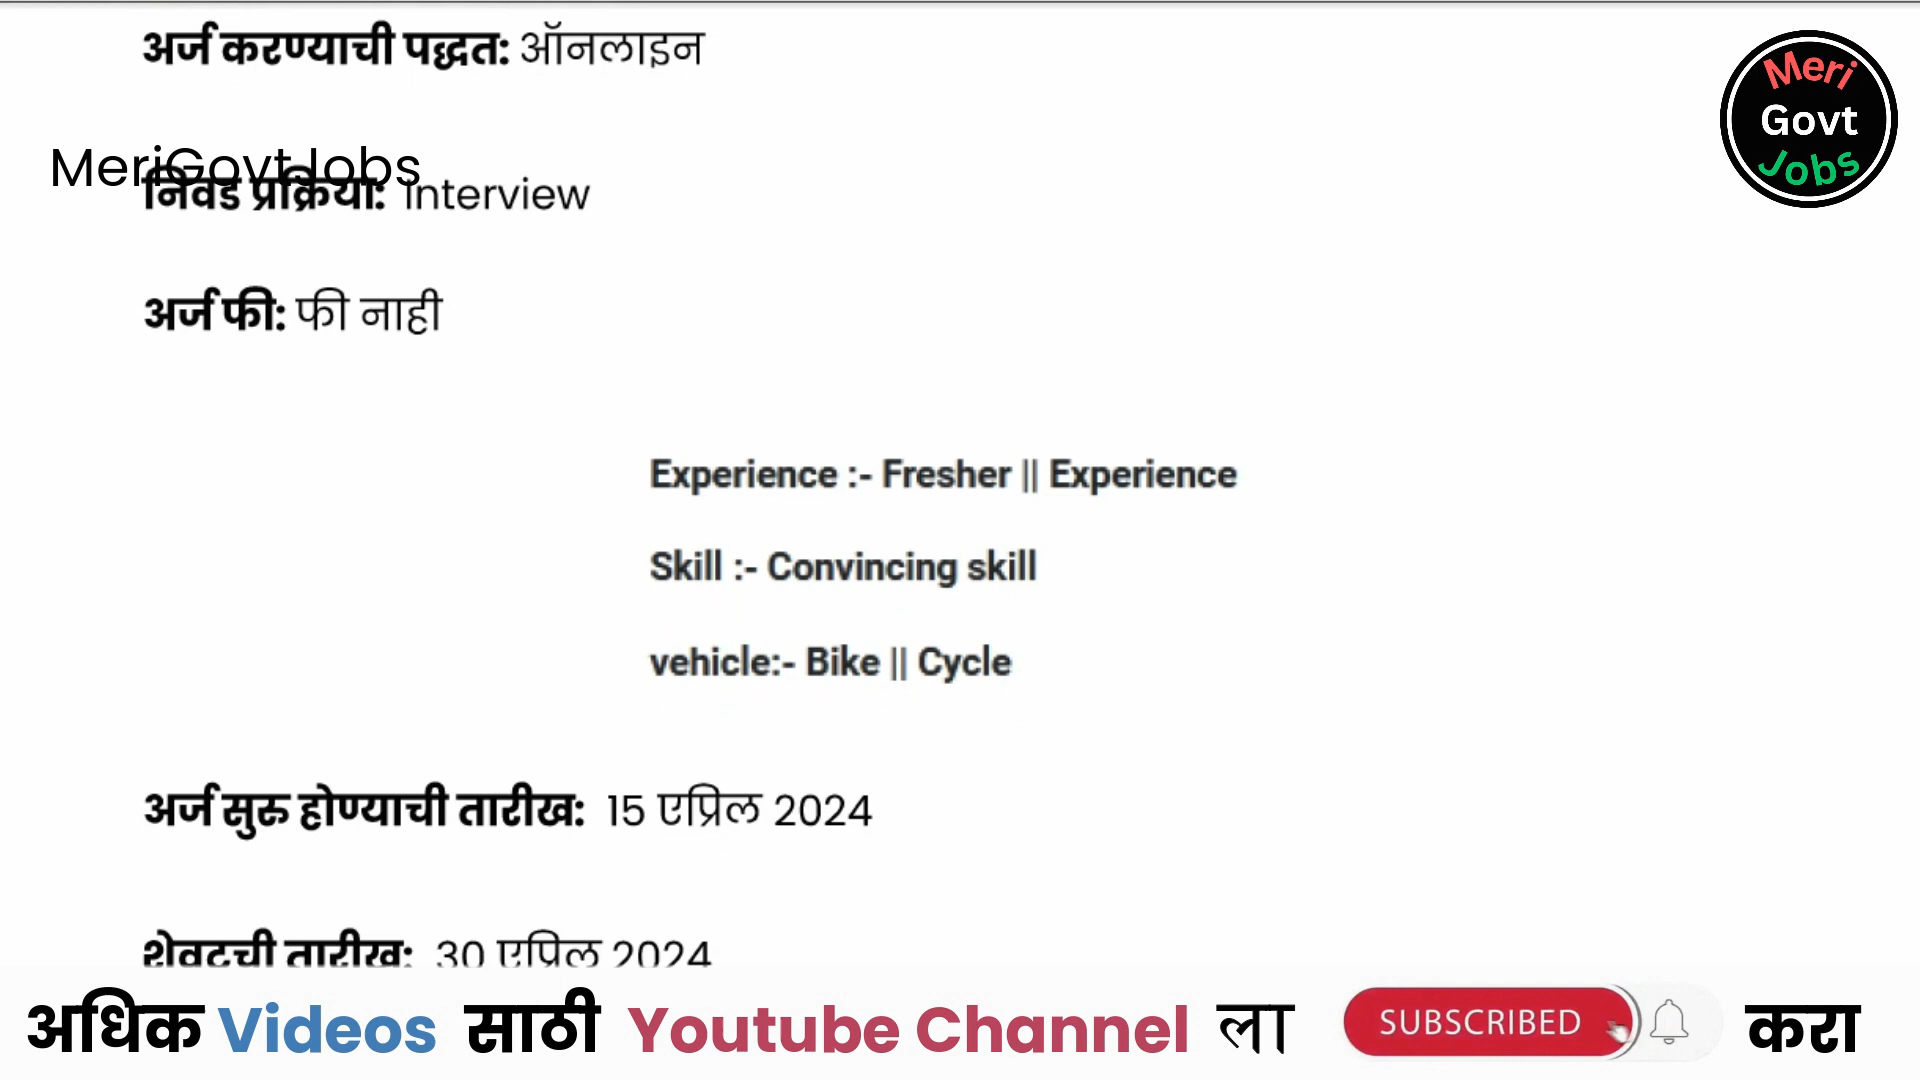 अर्ज करण्याची पद्धत: ऑनलाइन
Meri
Govt
Jobs
MeriGovtJobs
निवड प्रक्रिया: Interview
अर्ज फी: फी नाही
Experience :- Fresher || Experience
Skill :- Convincing skill
vehicle:- Bike || Cycle
अर्ज सुरु होण्याची तारीख: 15 एप्रिल 2024
शेवटची तारीख: 30 एप्रिल 2024
अधिक Videos साठी Youtube Channel ला SUBSCRIBED करा